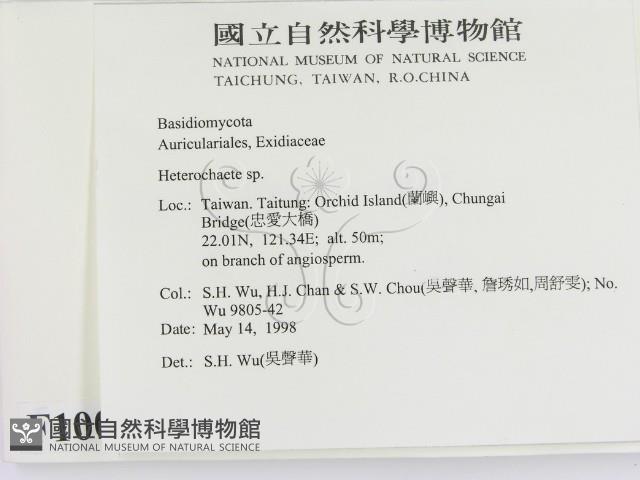 國立自然科學博物館
NATIONAL MUSEUM OF NATURAL SCIENCE
TAICHUNG, TAIWAN, R.O.CHINA
Basidiomycota
Auriculariales, Exidiaceae
Heterochaete sp.
Loc.: Taiwan. Taitung: Orchid Island(蘭嶼), Chungai
Bridge(忠愛大橋)
22.01N, 121.34E; alt. 50m;
on branch of angiosperm.
Col.: S.H. Wu, H.J. Chan & S.W. Chou(吳聲華, 詹琇如,周舒雯); No.
Wu 9805-42
Date: May 14, 1998
Det.: S.H. Wu(吳聲華)
國立自然科學博物館
NATIONAL MUSEUM OF NATURAL SCIENCE